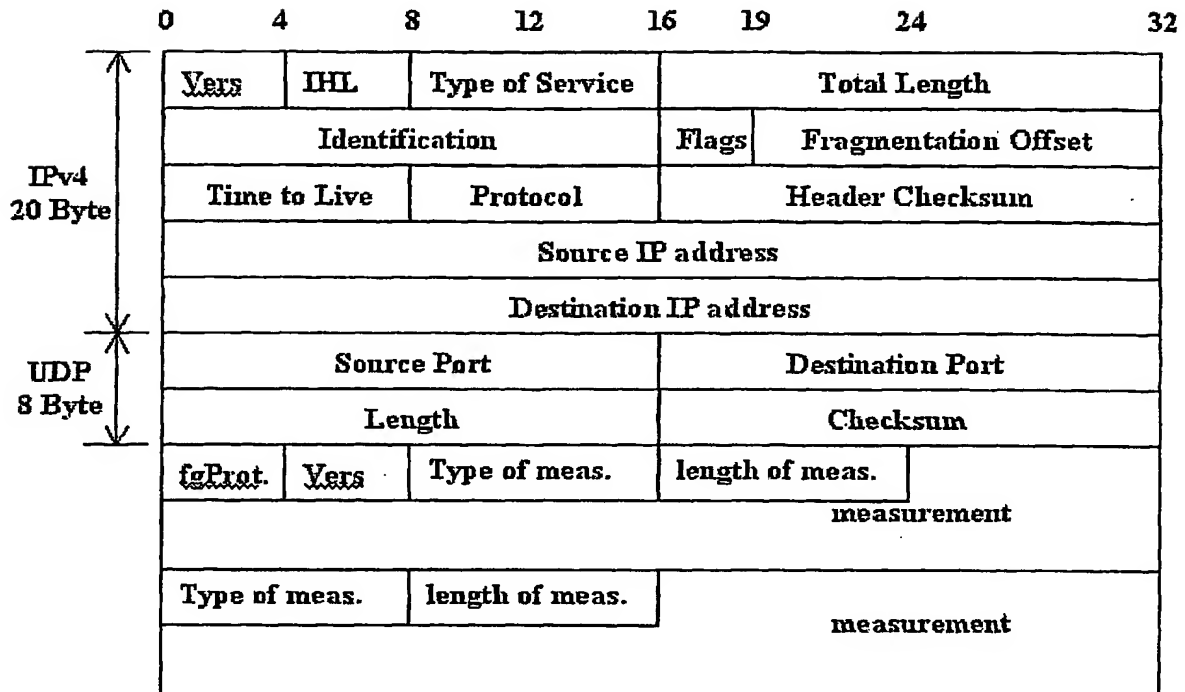 0 4 8 12 16 19 24 32
Vers IHL Type of Service Total Length
Identification Flags Fragmentation Offset
IPv4
20 Byte
Time to Live Protocol Header Checksum
Source IP address
Destination IP address
UDP
8 Byte
Source Port Destination Port
Length Checksum
fgProt. Vers Type of meas. length of meas.
measurement
Type of meas. length of meas.
measurement